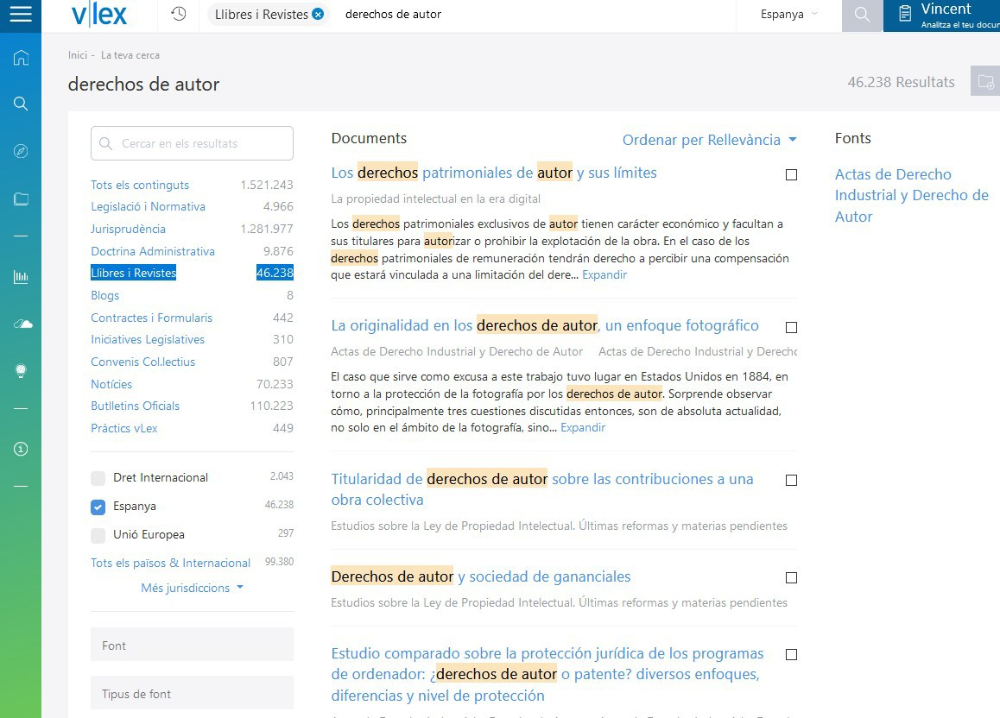 vlex
Llibres i Revistes
derechos de autor
Espanya
Vincent
Analitza el teu docur
Inici - La teva cerca
derechos de autor
46.238 Resultats
Cercar en els resultats
Tots els continguts 1.521.243
Legislació i Normativa 4.966
Jurisprudència 1.281.977
Doctrina Administrativa 9.876
Llibres i Revistes 46.238
Blogs 8
Contractes i Formularis 442
Iniciatives Legislatives 310
Convenis Col.lectius 807
Notícies 70.233
Butlletins Oficials 110.223
Pràctics vLex 449
Dret Internacional 2.043
Espanya 46.238
Unió Europea 297
Tots els països & Internacional 99.380
Més jurisdiccions
Font
Tipus de font
Documents
Ordenar per Rellevància
Los derechos patrimoniales de autor y sus límites
La propiedad intelectual en la era digital
Los derechos patrimoniales exclusivos de autor tienen carácter económico y facultan a
sus titulares para autorizar o prohibir la explotación de la obra. En el caso de los
derechos patrimoniales de remuneración tendrán derecho a percibir una compensación
que estará vinculada a una limitación del dere... Expandir
La originalidad en los derechos de autor, un enfoque fotográfico
Actas de Derecho Industrial y Derecho de Autor Actas de Derecho Industrial y Derecho
El caso que sirve como excusa a este trabajo tuvo lugar en Estados Unidos en 1884, en
torno a la protección de la fotografía por los derechos de autor. Sorprende observar
cómo, principalmente tres cuestiones discutidas entonces, son de absoluta actualidad,
no solo en el ámbito de la fotografía, sino... Expandir
Titularidad de derechos de autor sobre las contribuciones a una
obra colectiva
Estudios sobre la Ley de Propiedad Intelectual. Últimas reformas y materias pendientes
Derechos de autor y sociedad de gananciales
Estudios sobre la Ley de Propiedad Intelectual. Últimas reformas y materias pendientes
Estudio comparado sobre la protección jurídica de los programas
de ordenador: ¿derechos de autor o patente? diversos enfoques,
diferencias y nivel de protección
Fonts
Actas de Derecho
Industrial y Derecho de
Autor